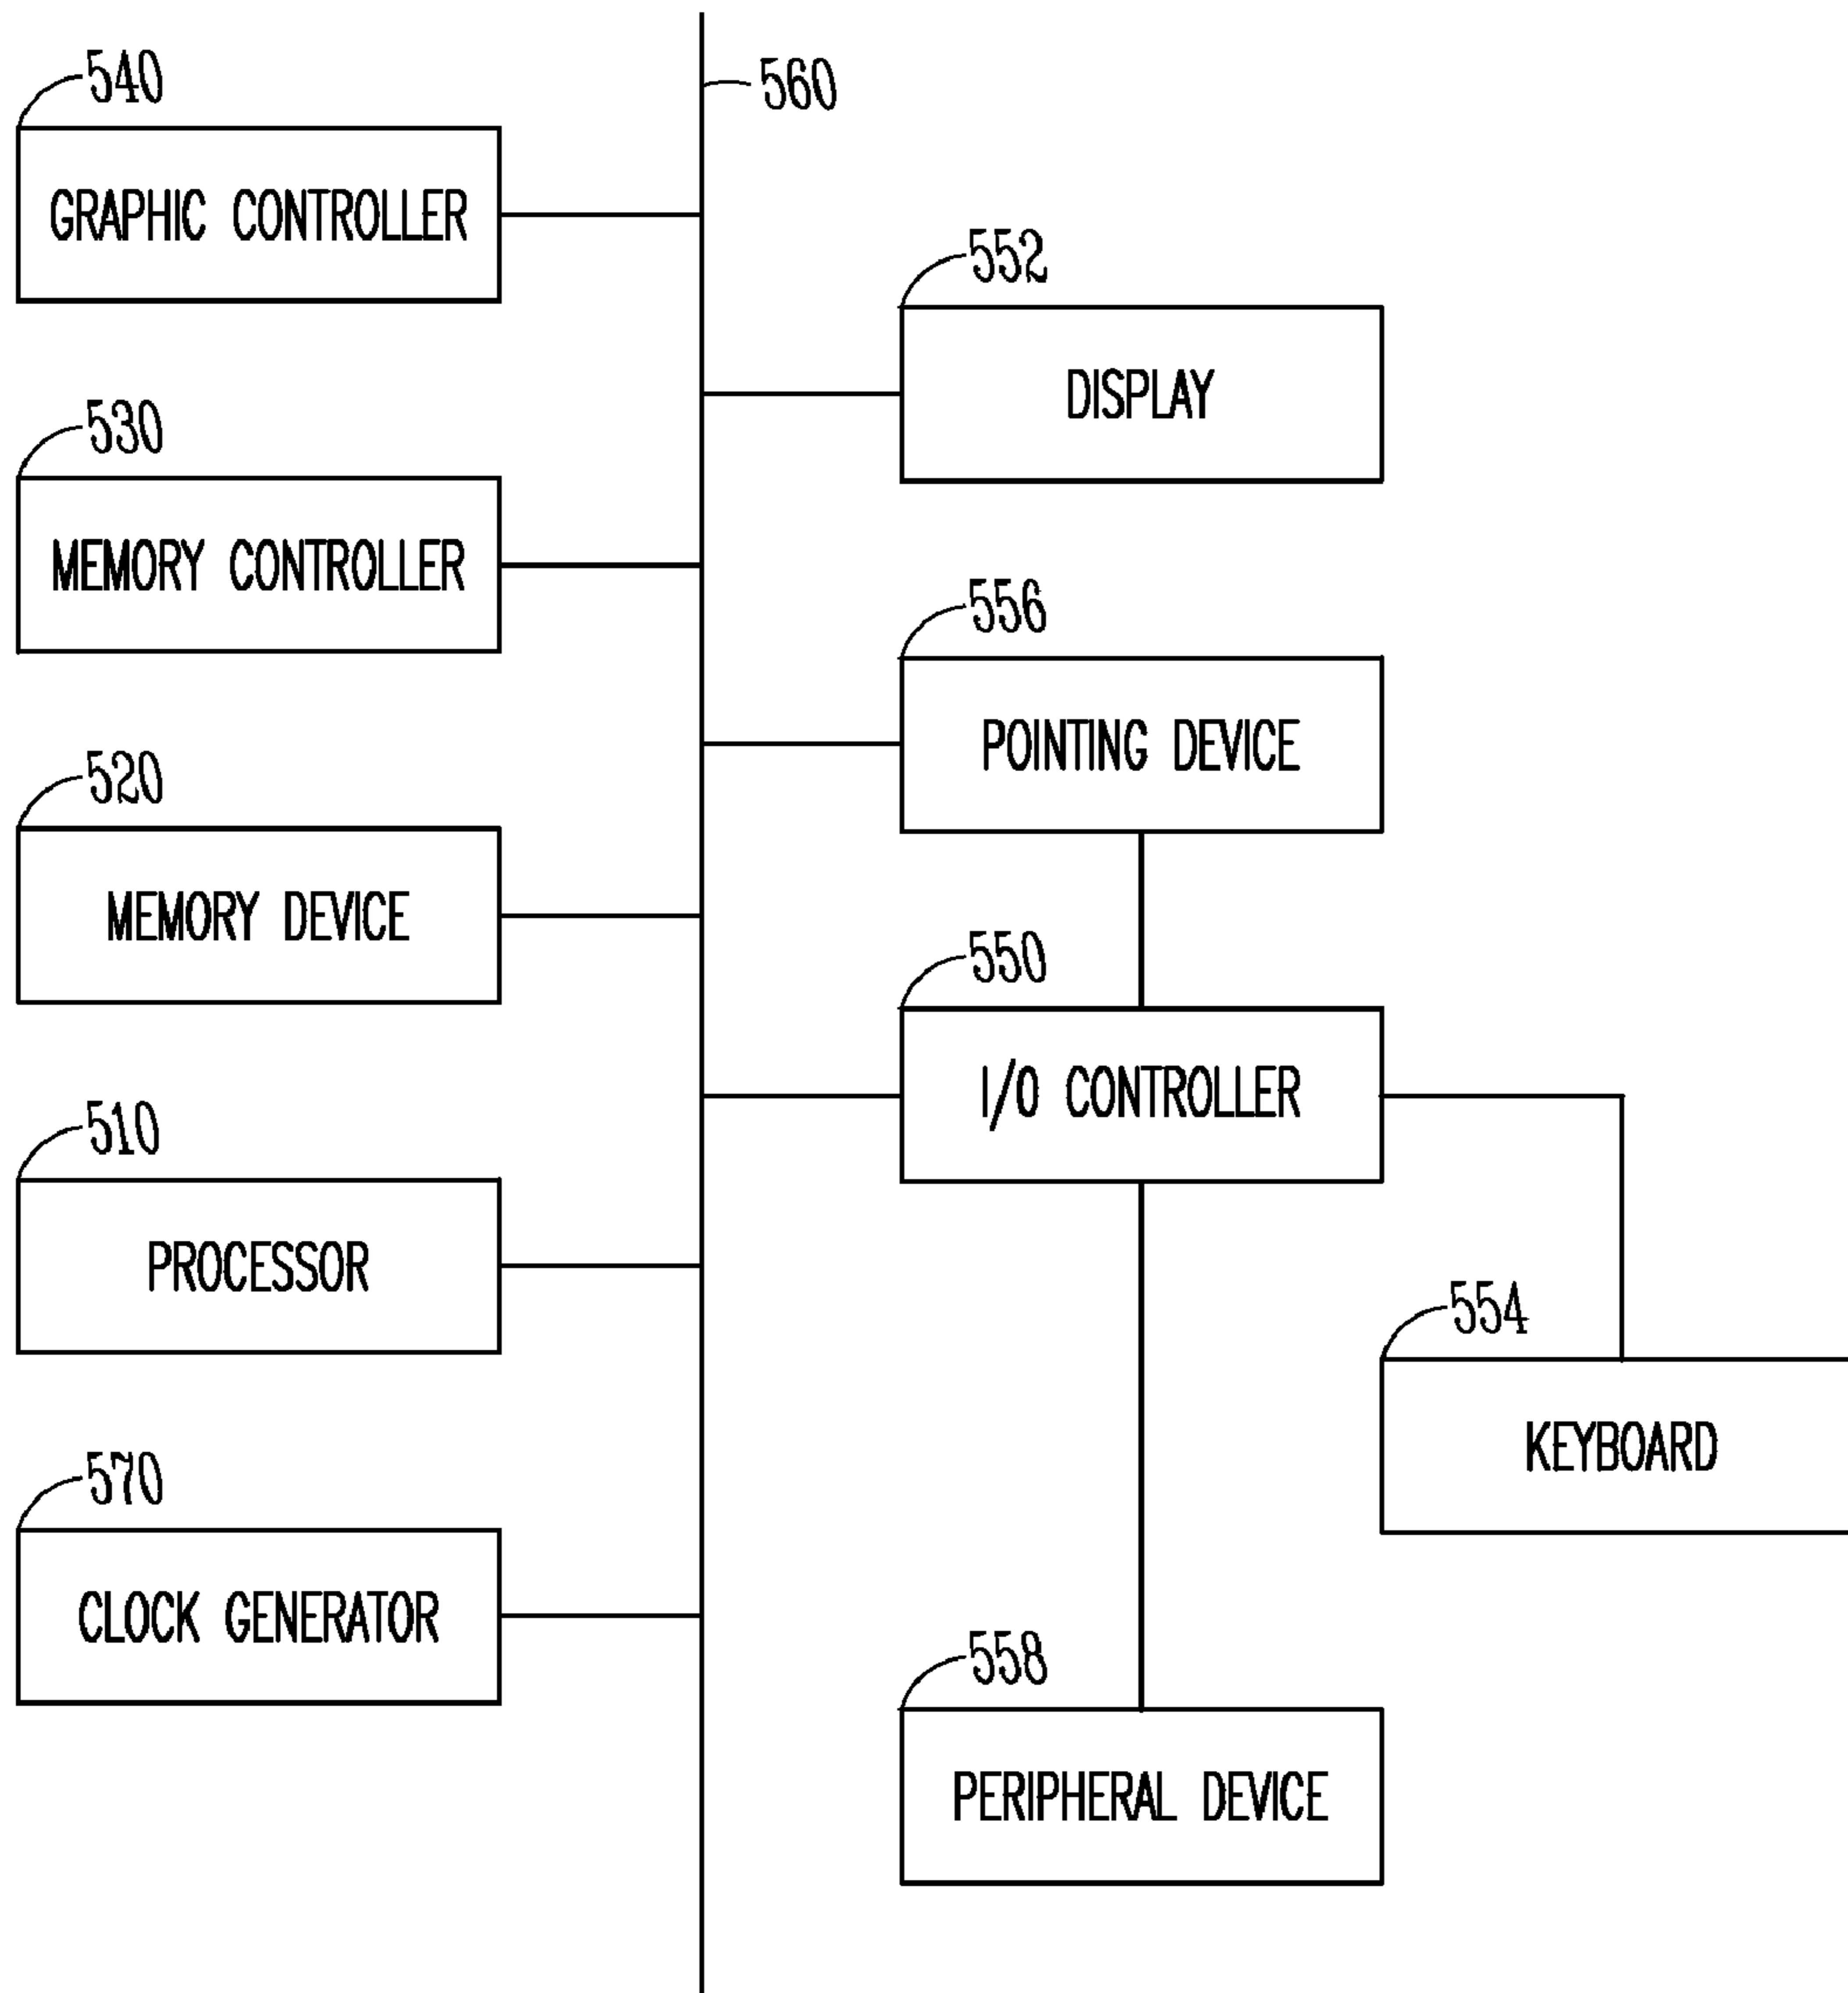 540
GRAPHIC CONTROLLER
530
MEMORY CONTROLLER
520
MEMORY DEVICE
510
PROCESSOR
570
CLOCK GENERATOR
560
552
DISPLAY
556
POINTING DEVICE
550
I/O CONTROLLER
554
KEYBOARD
558
PERIPHERAL DEVICE